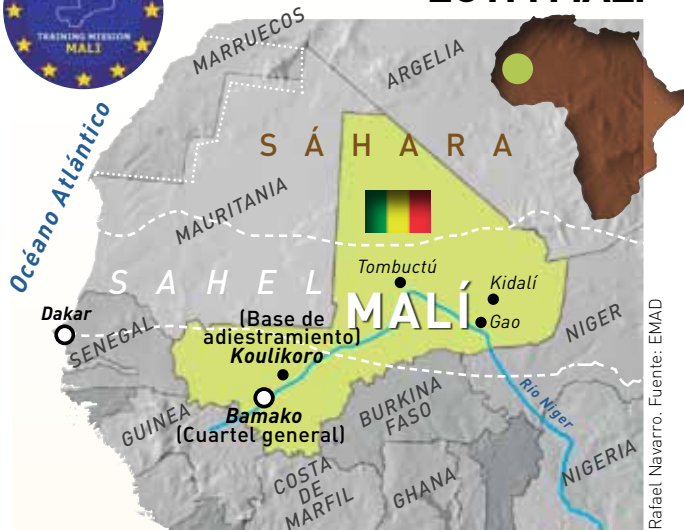 TRAINING MISSION
MALI
MARRUECOS
ARGELIA
Océano Atlántico
SÁHARA
MAURITANIA
SAHEL
Tombuctú
Kidalí
Dakar
(Base de
adiestramiento)
MALÍ
Gao
SENEGAL
Koulikoro
NIGER
Bamako
(Cuartel general)
GUINEA
BURKINA
FASO
Río Niger
COSTA
DE
MARFIL
GHANA
NIGERIA
Rafael Navarro. Fuente: EMAD